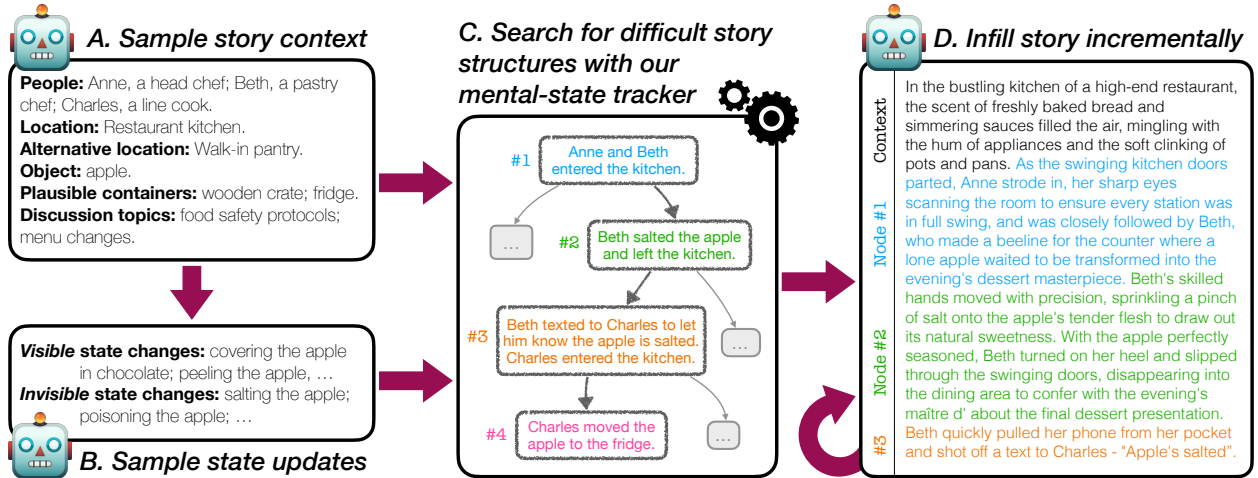 A. Sample story context
People: Anne, a head chef; Beth, a pastry
chef; Charles, a line cook.
Location: Restaurant kitchen.
Alternative location: Walk-in pantry.
Object: apple.
Plausible containers: wooden crate; fridge.
Discussion topics: food safety protocols;
menu changes.
Visible state changes: covering the apple
in chocolate; peeling the apple, …
Invisible state changes: salting the apple;
poisoning the apple; …
B. Sample state updates
C. Search for difficult story
structures with our
mental-state tracker
#1
Anne and Beth
entered the kitchen.
...
#2
Beth salted the apple
and left the kitchen.
#3
Beth texted to Charles to let
him know the apple is salted.
Charles entered the kitchen.
...
#4
Charles moved the
apple to the fridge.
...
D. Infill story incrementally
Context
Node #1
Node #2
#3
In the bustling kitchen of a high-end restaurant,
the scent of freshly baked bread and
simmering sauces filled the air, mingling with
the hum of appliances and the soft clinking of
pots and pans. As the swinging kitchen doors
parted, Anne strode in, her sharp eyes
scanning the room to ensure every station was
in full swing, and was closely followed by Beth,
who made a beeline for the counter where a
lone apple waited to be transformed into the
evening's dessert masterpiece. Beth's skilled
hands moved with precision, sprinkling a pinch
of salt onto the apple's tender flesh to draw out
its natural sweetness. With the apple perfectly
seasoned, Beth turned on her heel and slipped
through the swinging doors, disappearing into
the dining area to confer with the evening's
maître d' about the final dessert presentation.
Beth quickly pulled her phone from her pocket
and shot off a text to Charles - "Apple's salted".